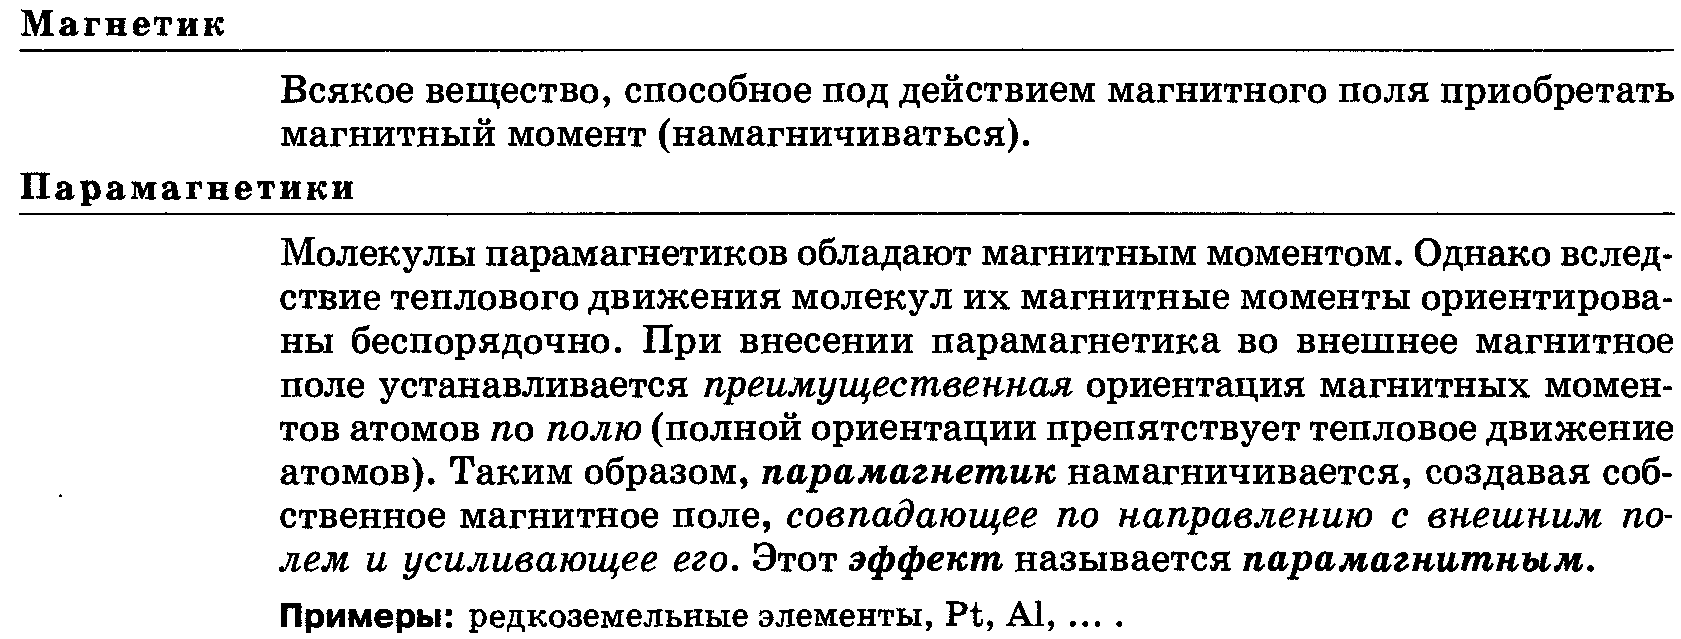 Магнетик
Всякое вещество, способное под действием магнитного поля приобретать
магнитный момент (намагничиваться).
Парамагнетики
Молекулы парамагнетиков обладают магнитным моментом. Однако вслед-
ствие теплового движения молекул их магнитные моменты ориентирова-
ны беспорядочно. При внесении парамагнетика во внешнее магнитное
поле устанавливается преимущественная ориентация магнитных момен-
тов атомов по полю (полной ориентации препятствует тепловое движение
атомов). Таким образом, парамагнетик намагничивается, создавая соб-
ственное магнитное поле, совпадающее по направлению с внешним по-
лем и усиливающее его. Этот эффект называется парамагнитным.
Примеры: редкоземельные элементы, Pt, Al, ... .